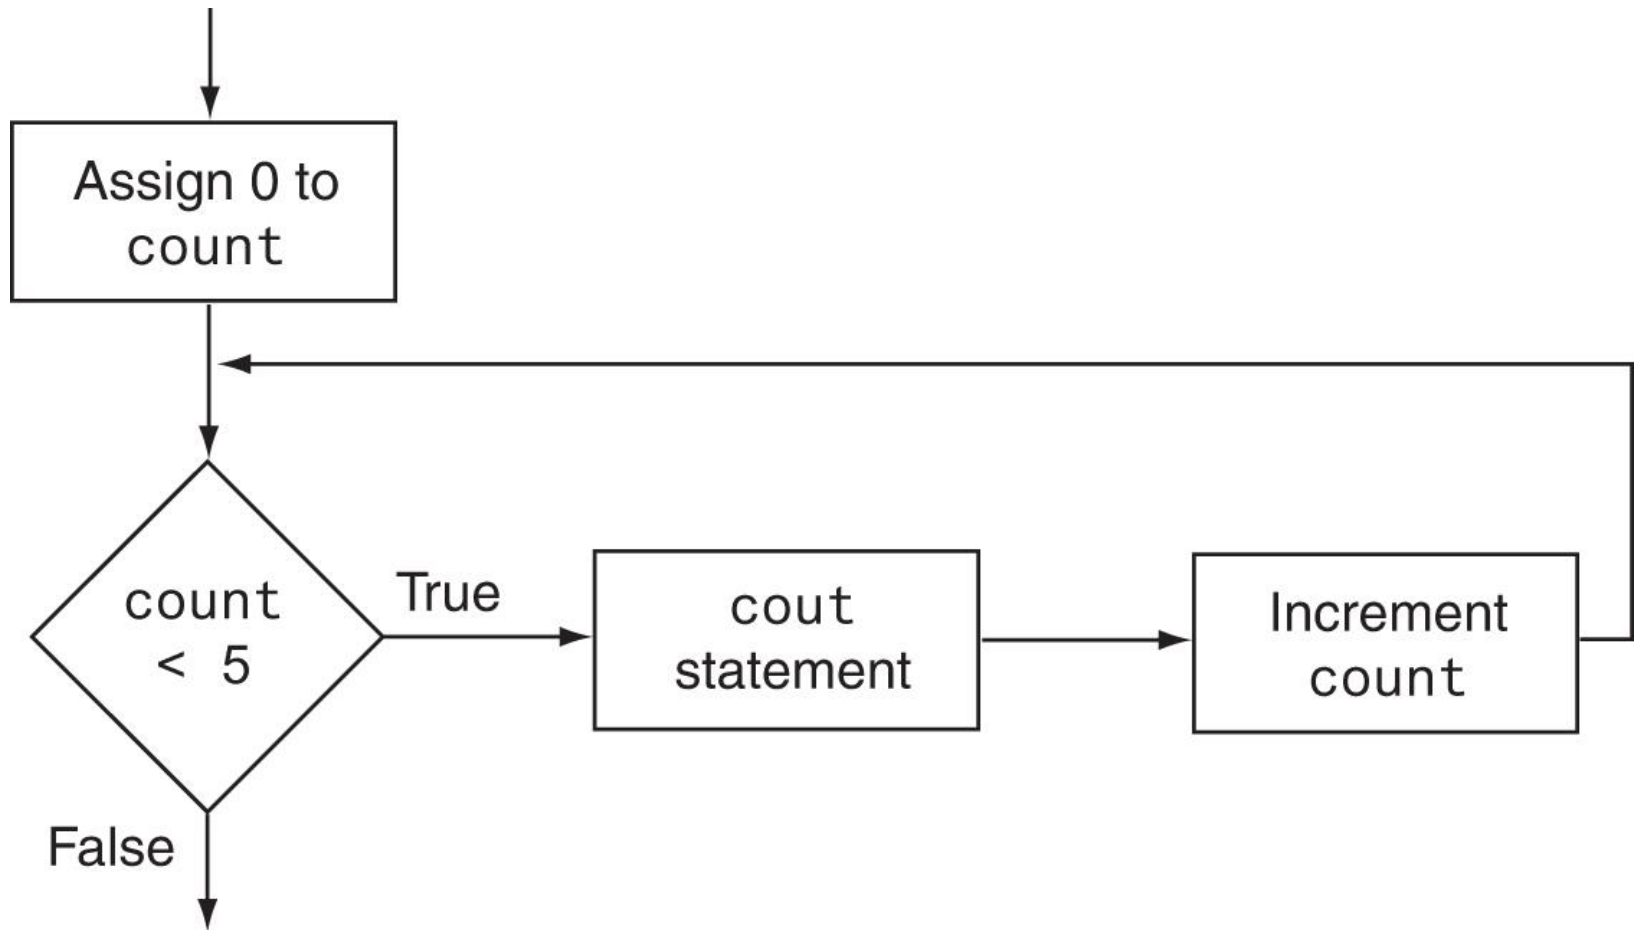 Assign 0 to
count
count
< 5
True
cout
statement
Increment
count
False